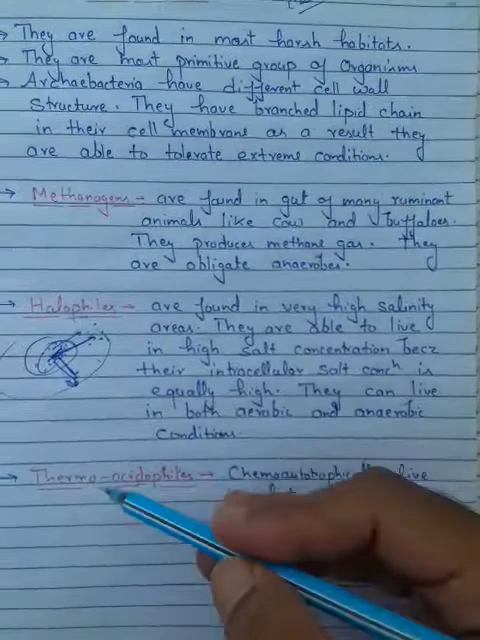 → They are found in most harsh habitats.
→ They are most primitive group of Organisms
→ Archaebacteria have different cell wall
Structure. They have branched lipid chain
in their cell membrane as a result they
are able to tolerate extreme conditions.
→ Methanogens - are found in gut of many ruminant
animals like cow and buffaloes.
They produces methane gas. They
are obligate anaerobes.
→ Halophiles - are found in very high salinity
areas. They are able to live
in high salt concentration becz
their intracellular salt conc is
equally high. They can live
in both aerobic and anaerobic
Conditions.
→ Thermo-acidophiles - Chemoautotrophic live